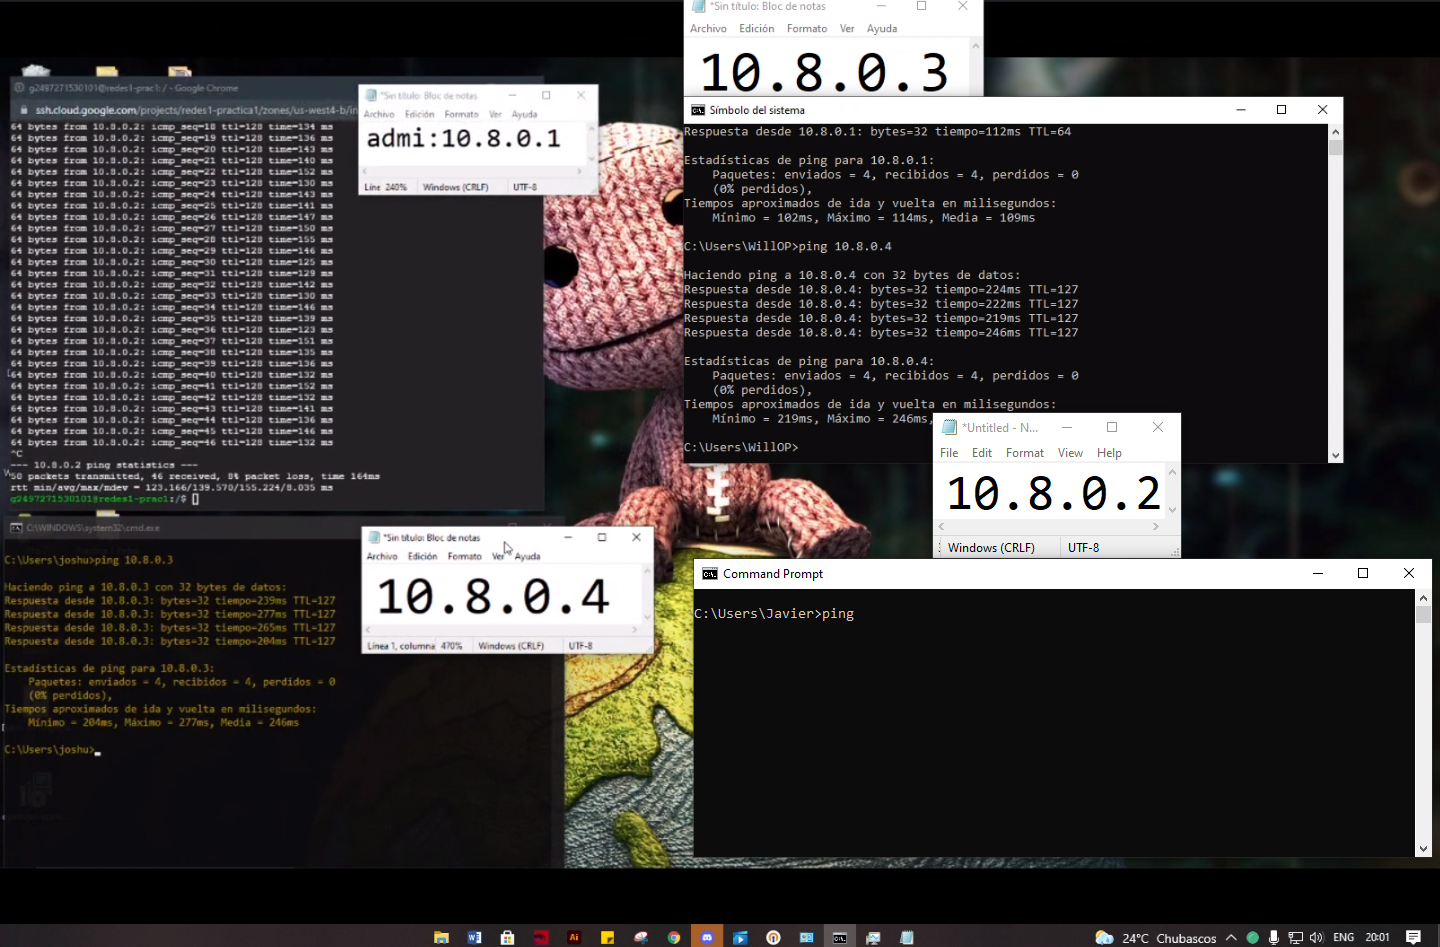 g2497271530101@redes1-prac1: / - Google Chrome
ssh.cloud.google.com/projects/redes1-practica1/zones/us-west4-b/in
64 bytes from 10.8.0.2: icmp_seq=18 ttl=128 time=134 ms
64 bytes from 10.8.0.2: icmp_seq=19 ttl=128 time=136 ms
64 bytes from 10.8.0.2: icmp_seq=20 ttl=128 time=143 ms
64 bytes from 10.8.0.2: icmp_seq=21 ttl=128 time=140 ms
64 bytes from 10.8.0.2: icmp_seq=22 ttl=128 time=152 ms
64 bytes from 10.8.0.2: icmp_seq=23 ttl=128 time=130 ms
64 bytes from 10.8.0.2: icmp_seq=24 ttl=128 time=143 ms
64 bytes from 10.8.0.2: icmp_seq=25 ttl=128 time=141 ms
64 bytes from 10.8.0.2: icmp_seq=26 ttl=128 time=147 ms
64 bytes from 10.8.0.2: icmp_seq=27 ttl=128 time=150 ms
64 bytes from 10.8.0.2: icmp_seq=28 ttl=128 time=155 ms
64 bytes from 10.8.0.2: icmp_seq=29 ttl=128 time=146 ms
64 bytes from 10.8.0.2: icmp_seq=30 ttl=128 time=125 ms
64 bytes from 10.8.0.2: icmp_seq=31 ttl=128 time=129 ms
64 bytes from 10.8.0.2: icmp_seq=32 ttl=128 time=142 ms
64 bytes from 10.8.0.2: icmp_seq=33 ttl=128 time=130 ms
64 bytes from 10.8.0.2: icmp_seq=34 ttl=128 time=146 ms
64 bytes from 10.8.0.2: icmp_seq=35 ttl=128 time=139 ms
64 bytes from 10.8.0.2: icmp_seq=36 ttl=128 time=123 ms
64 bytes from 10.8.0.2: icmp_seq=37 ttl=128 time=151 ms
64 bytes from 10.8.0.2: icmp_seq=38 ttl=128 time=135 ms
64 bytes from 10.8.0.2: icmp_seq=39 ttl=128 time=136 ms
64 bytes from 10.8.0.2: icmp_seq=40 ttl=128 time=132 ms
64 bytes from 10.8.0.2: icmp_seq=41 ttl=128 time=152 ms
64 bytes from 10.8.0.2: icmp_seq=42 ttl=128 time=132 ms
64 bytes from 10.8.0.2: icmp_seq=43 ttl=128 time=141 ms
64 bytes from 10.8.0.2: icmp_seq=44 ttl=128 time=136 ms
64 bytes from 10.8.0.2: icmp_seq=45 ttl=128 time=146 ms
64 bytes from 10.8.0.2: icmp_seq=46 ttl=128 time=132 ms
^C
--- 10.8.0.2 ping statistics ---
50 packets transmitted, 46 received, 8% packet loss, time 164ms
rtt min/avg/max/mdev = 123.166/139.570/155.224/8.035 ms
g2497271530101@redes1-prac1:/$
*Sin título: Bloc de notas
Archivo Edición Formato Ver Ayuda
admi:10.8.0.1
Líne 240% Windows (CRLF) UTF-8
*Sin título: Bloc de notas
Archivo Edición Formato Ver Ayuda
10.8.0.3
Símbolo del sistema
Respuesta desde 10.8.0.1: bytes=32 tiempo=112ms TTL=64
Estadísticas de ping para 10.8.0.1:
Paquetes: enviados = 4, recibidos = 4, perdidos = 0
(0% perdidos),
Tiempos aproximados de ida y vuelta en milisegundos:
Mínimo = 102ms, Máximo = 114ms, Media = 109ms
C:\Users\WillOP>ping 10.8.0.4
Haciendo ping a 10.8.0.4 con 32 bytes de datos:
Respuesta desde 10.8.0.4: bytes=32 tiempo=224ms TTL=127
Respuesta desde 10.8.0.4: bytes=32 tiempo=222ms TTL=127
Respuesta desde 10.8.0.4: bytes=32 tiempo=219ms TTL=127
Respuesta desde 10.8.0.4: bytes=32 tiempo=246ms TTL=127
Estadísticas de ping para 10.8.0.4:
Paquetes: enviados = 4, recibidos = 4, perdidos = 0
(0% perdidos),
Tiempos aproximados de ida y vuelta en milisegundos:
Mínimo = 219ms, Máximo = 246ms,
C:\Users\WillOP>
*Untitled - N...
File Edit Format View Help
10.8.0.2
Windows (CRLF) UTF-8
C:\WINDOWS\system32\cmd.exe
C:\Users\joshu>ping 10.8.0.3
Haciendo ping a 10.8.0.3 con 32 bytes de datos:
Respuesta desde 10.8.0.3: bytes=32 tiempo=239ms TTL=127
Respuesta desde 10.8.0.3: bytes=32 tiempo=277ms TTL=127
Respuesta desde 10.8.0.3: bytes=32 tiempo=265ms TTL=127
Respuesta desde 10.8.0.3: bytes=32 tiempo=204ms TTL=127
Estadísticas de ping para 10.8.0.3:
Paquetes: enviados = 4, recibidos = 4, perdidos = 0
(0% perdidos),
Tiempos aproximados de ida y vuelta en milisegundos:
Mínimo = 204ms, Máximo = 277ms, Media = 246ms
C:\Users\joshu>
*Sin título: Bloc de notas
Archivo Edición Formato Ver Ayuda
10.8.0.4
Línea 1, columna 470% Windows (CRLF) UTF-8
Command Prompt
C:\Users\Javier>ping
24°C Chubascos ENG 20:01